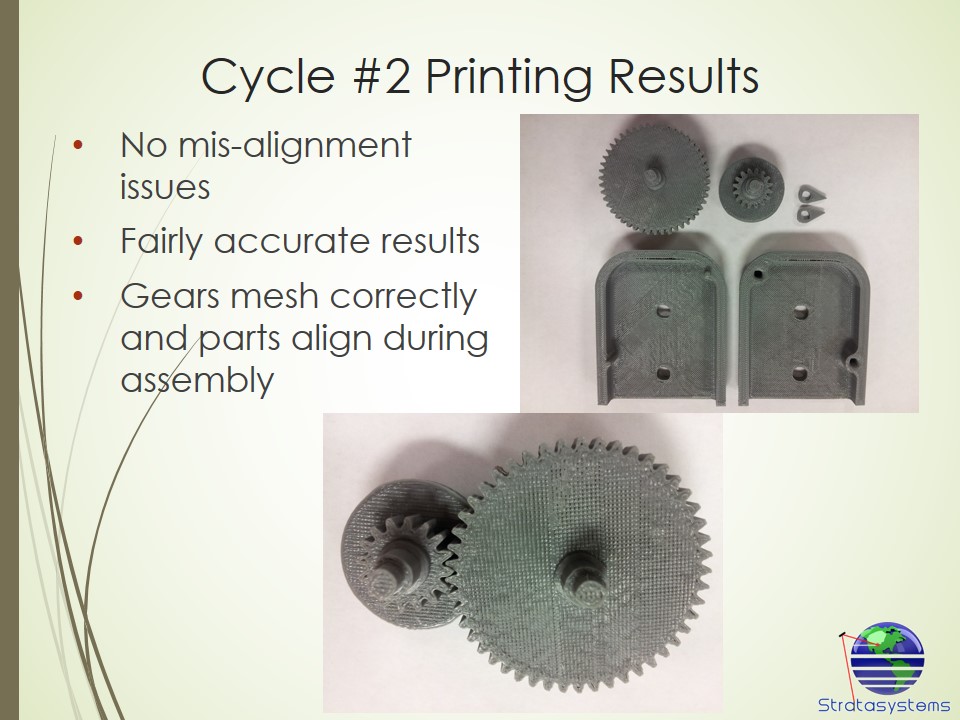 Cycle #2 Printing Results
• No mis-alignment
issues
• Fairly accurate results
• Gears mesh correctly
and parts align during
assembly
Stratasystems